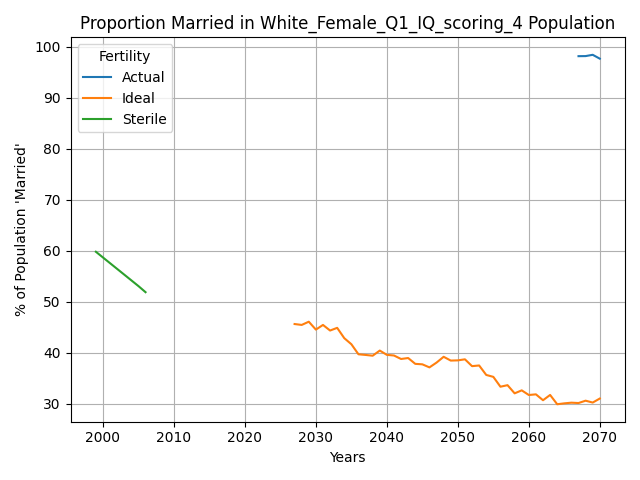 Proportion Married in White_Female_Q1_IQ_scoring_4 Population
% of Population 'Married'
100
90
80
70
60
50
40
30
Fertility
Actual
Ideal
Sterile
2000 2010 2020 2030 2040 2050 2060 2070
Years